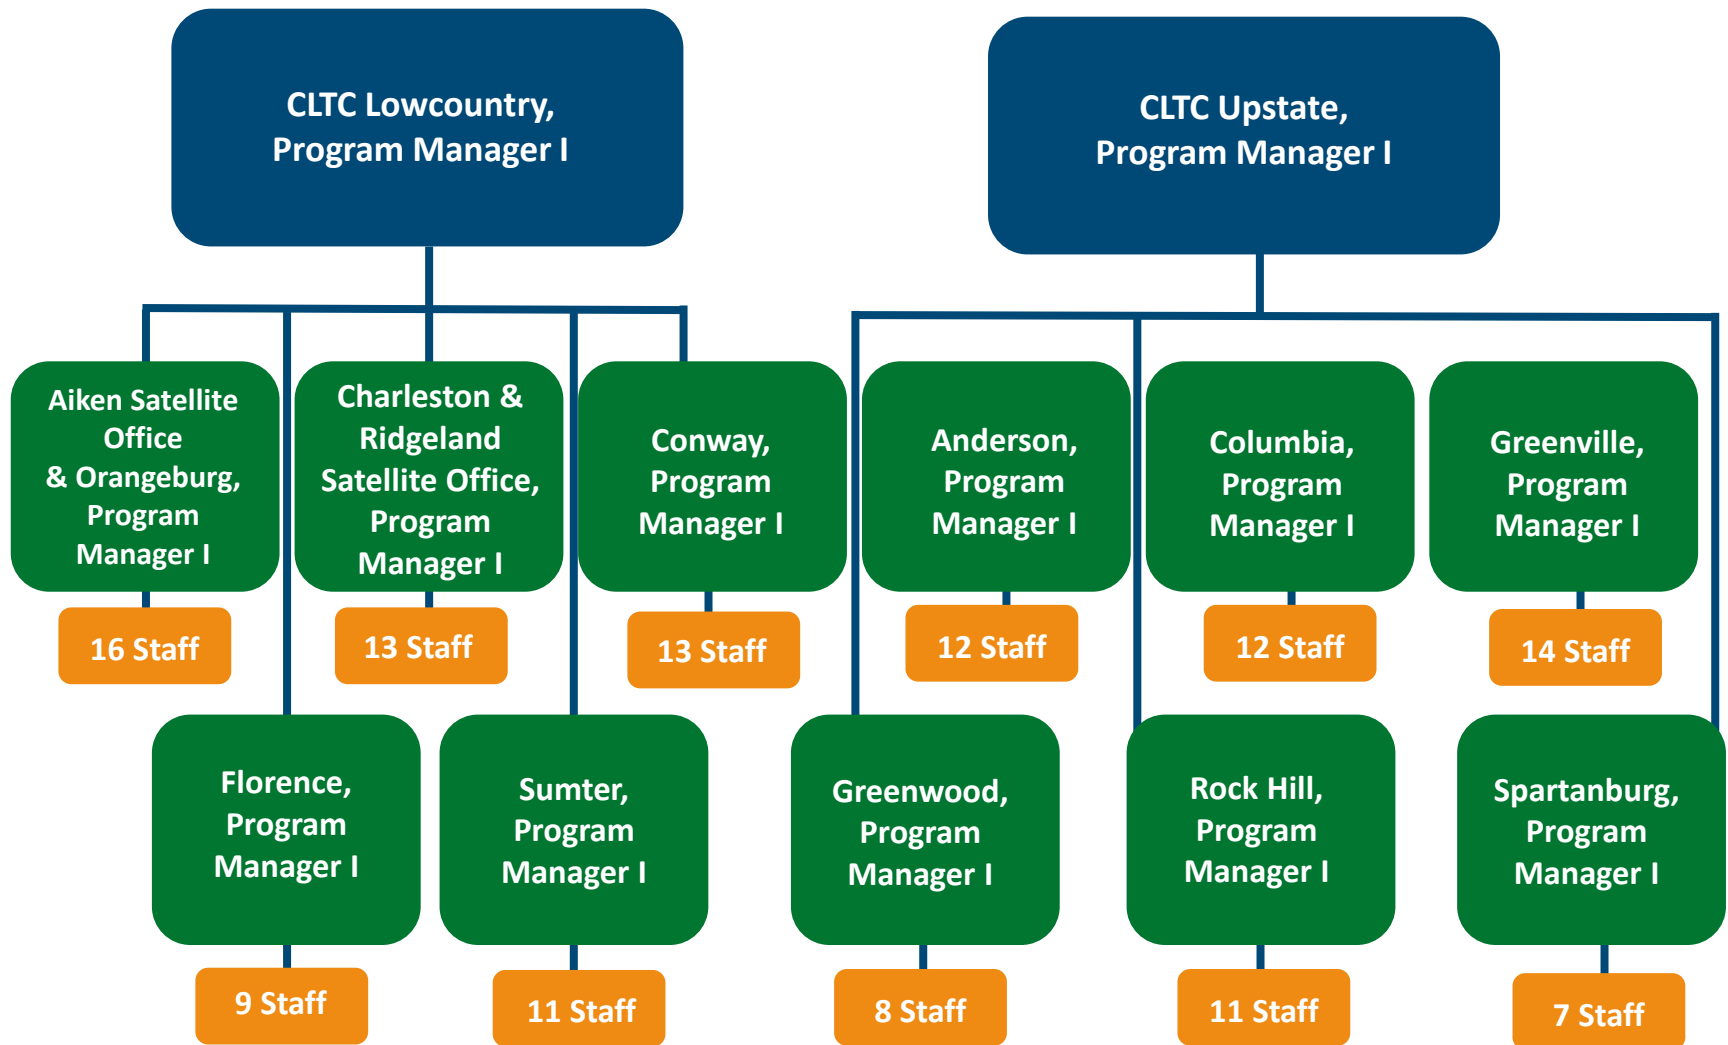 CLTC Lowcountry,
Program Manager I
CLTC Upstate,
Program Manager I
Aiken Satellite
Office
& Orangeburg,
Program
Manager I
Charleston &
Ridgeland
Satellite Office,
Program
Manager I
Conway,
Program
Manager I
Anderson,
Program
Manager I
Columbia,
Program
Manager I
Greenville,
Program
Manager I
16 Staff
13 Staff
13 Staff
12 Staff
12 Staff
14 Staff
Florence,
Program
Manager I
Sumter,
Program
Manager I
Greenwood,
Program
Manager I
Rock Hill,
Program
Manager I
Spartanburg,
Program
Manager I
9 Staff
11 Staff
8 Staff
11 Staff
7 Staff